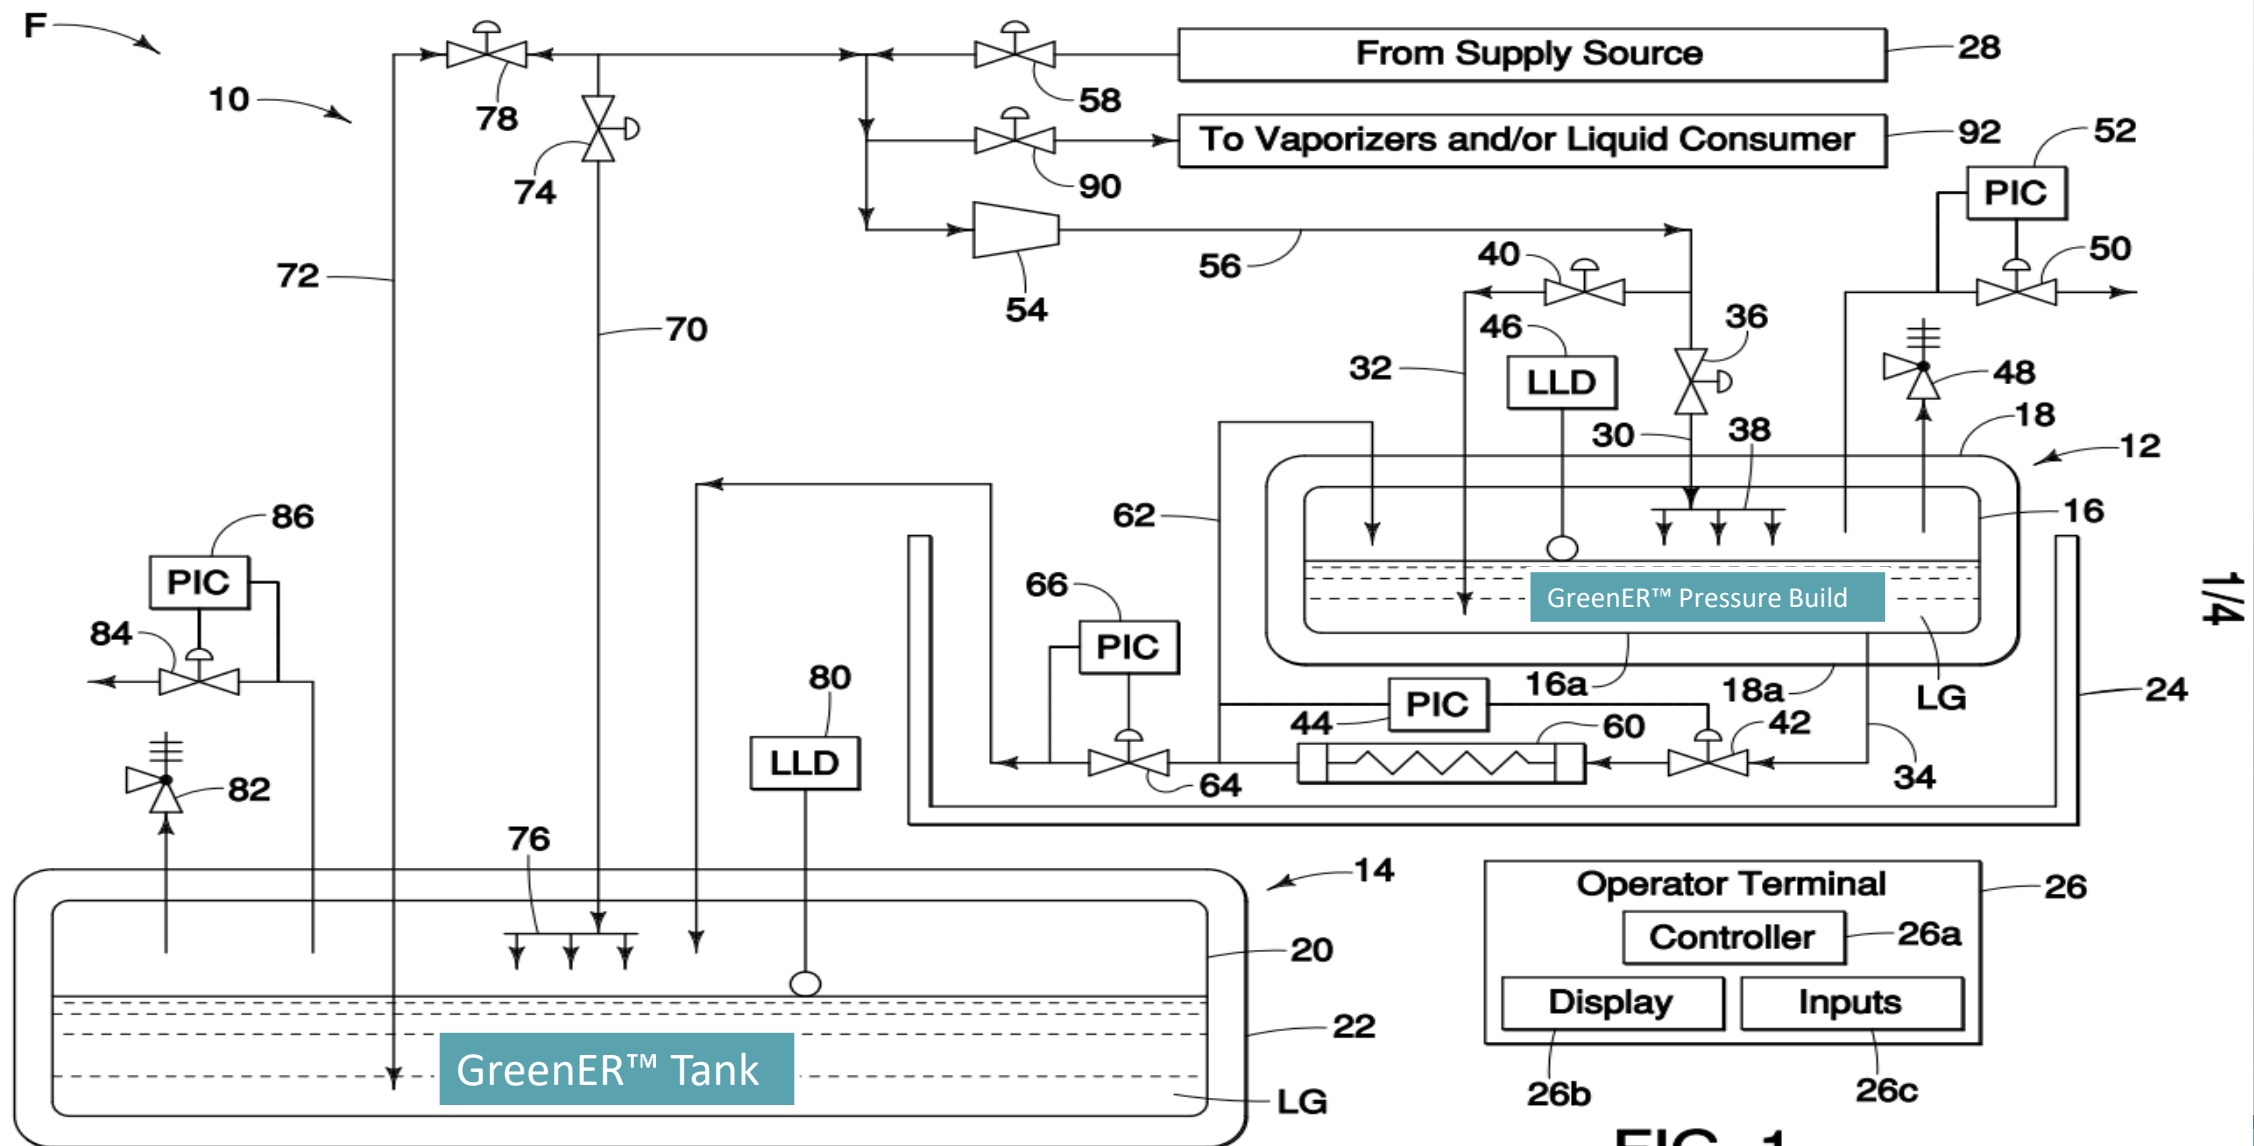 F
From Supply Source
28
10
78
58
To Vaporizers and/or Liquid Consumer
92
52
74
90
PIC
72
56
40
50
54
70
46
36
32
LLD
48
30
38
18
12
86
62
16
PIC
66
GreenER™ Pressure Build
1/4
84
PIC
80
16a
18a
LG
24
44
PIC
60
42
LLD
82
64
34
76
14
Operator Terminal
26
Controller
26a
20
Display
Inputs
22
GreenER™ Tank
LG
26b
26c
FIG. 1